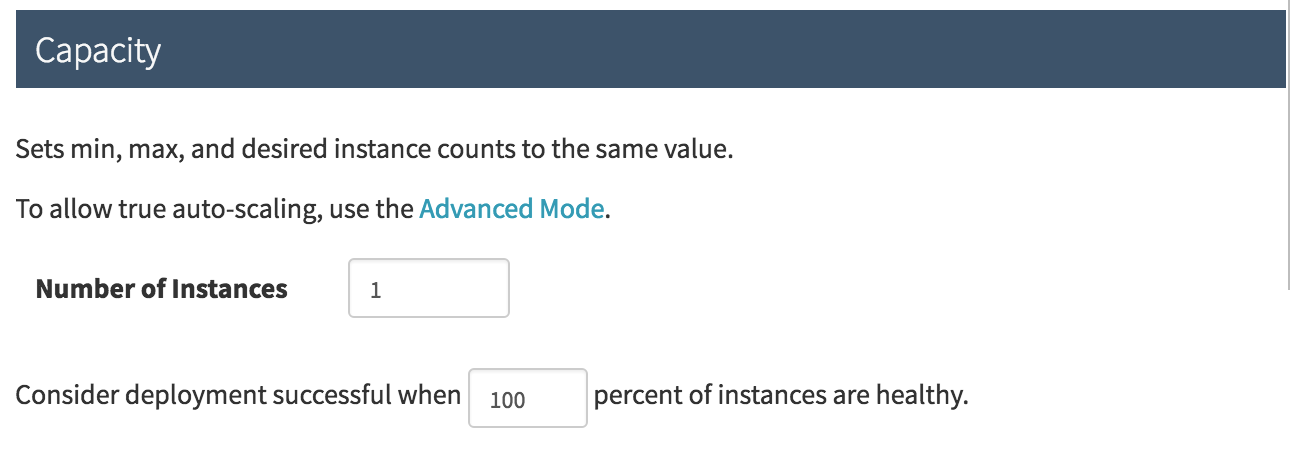 Capacity
Sets min, max, and desired instance counts to the same value.
To allow true auto-scaling, use the Advanced Mode.
Number of Instances 1
Consider deployment successful when 100 percent of instances are healthy.